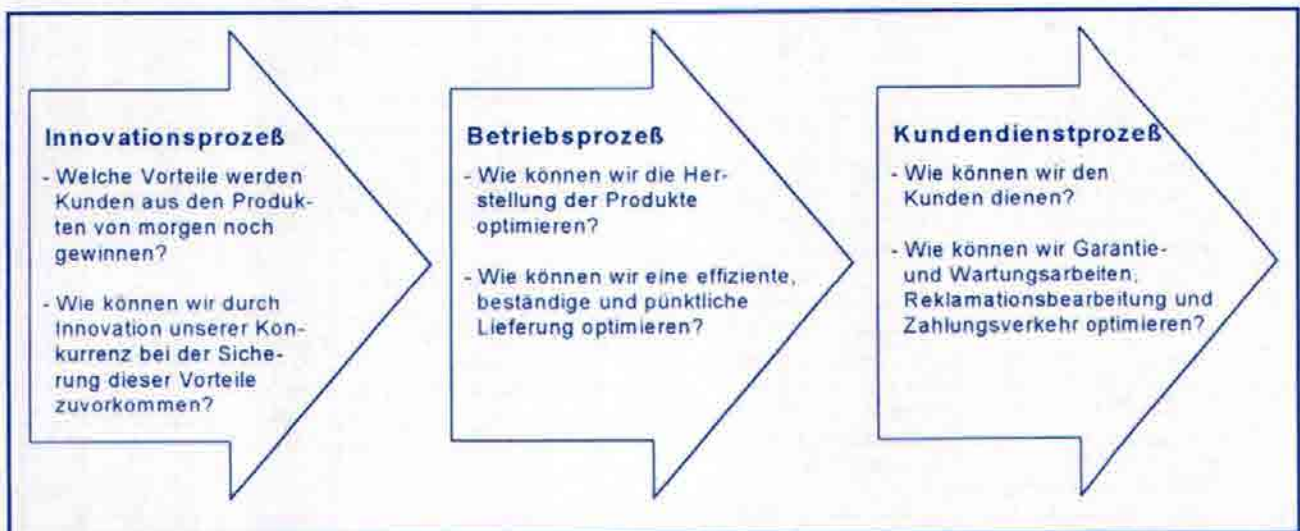 Innovationsprozeß
- Welche Vorteile werden
Kunden aus den Produk-
ten von morgen noch
gewinnen?
- Wie können wir durch
Innovation unserer Kon-
kurrenz bei der Siche-
rung dieser Vorteile
zuvorkommen?
Betriebsprozeß
- Wie können wir die Her-
stellung der Produkte
optimieren?
- Wie können wir eine effiziente,
beständige und pünktliche
Lieferung optimieren?
Kundendienstprozeß
- Wie können wir den
Kunden dienen?
- Wie können wir Garantie-
und Wartungsarbeiten,
Reklamationsbearbeitung und
Zahlungsverkehr optimieren?